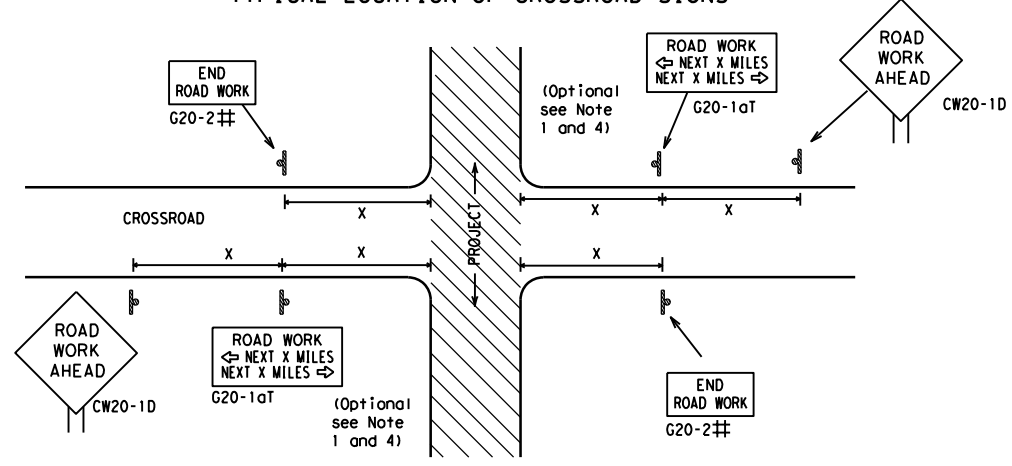 TYPICAL LOCATION OF CROSSROAD SIGNS
END
ROAD WORK
G20-2#
(Optional
see Note
1 and 4)
ROAD WORK
⇦ NEXT X MILES
NEXT X MILES ⇨
G20-1aT
ROAD
WORK
AHEAD
CW20-1D
X
X
X
CROSSROAD
PROJECT
X
X
X
ROAD
WORK
AHEAD
CW20-1D
ROAD WORK
⇦ NEXT X MILES
NEXT X MILES ⇨
G20-1aT
(Optional
see Note
1 and 4)
END
ROAD WORK
G20-2#